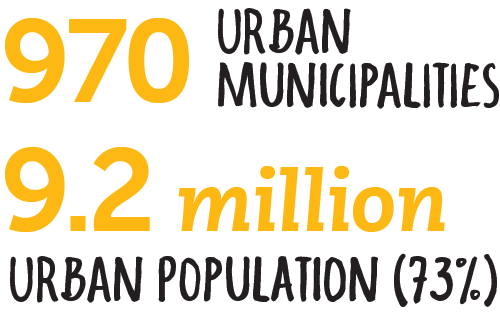 970 URBAN
MUNICIPALITIES
9.2 million
URBAN POPULATION (73%)